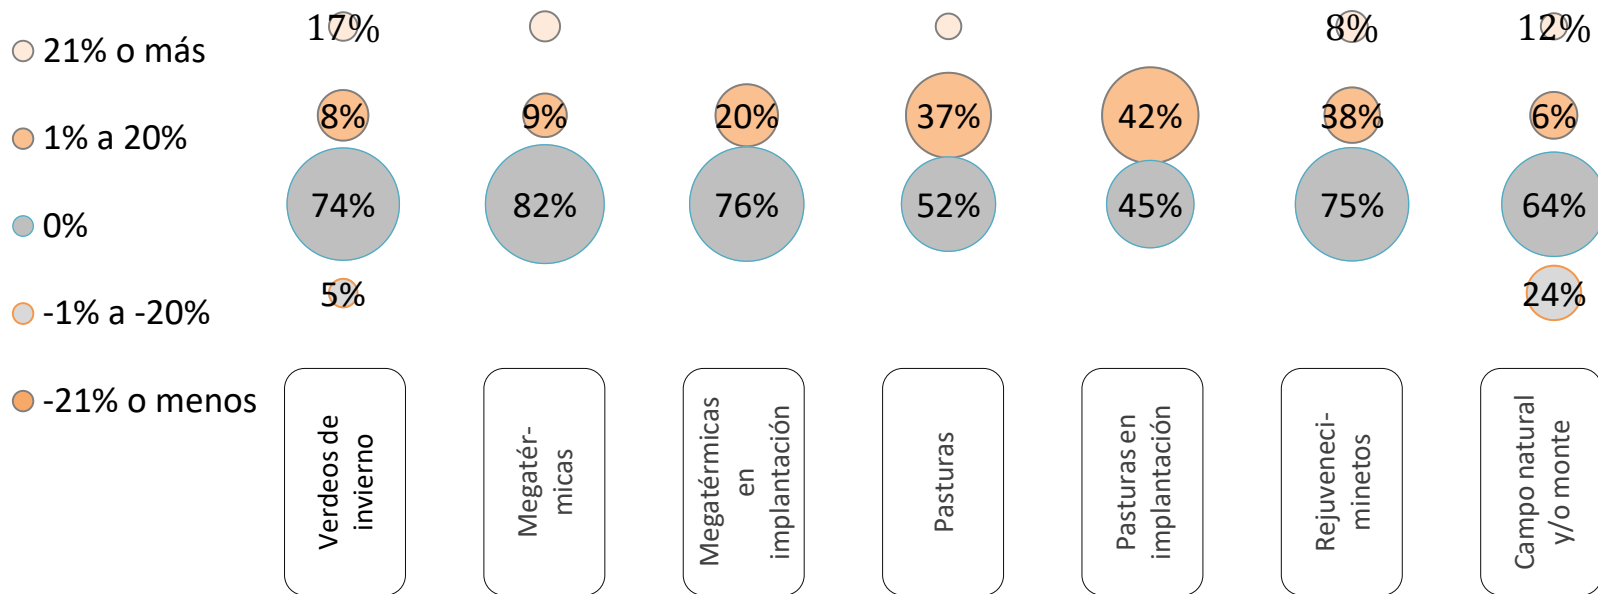 21% o más
1% a 20%
0%
-1% a -20%
-21% o menos
17%
8%
12%
8%
9%
20%
37%
42%
38%
6%
74%
82%
76%
52%
45%
75%
64%
5%
24%
Verdeos de
invierno
Megatér-
micas
Megatérmicas
en
implantación
Pasturas
Pasturas en
implantación
Rejuveneci-
minetos
Campo natural
y/o monte